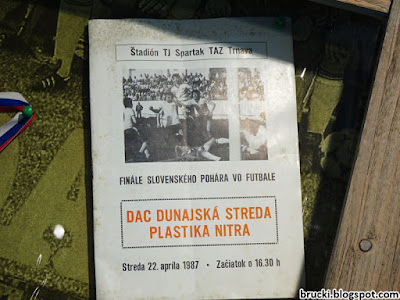 Štadión TJ Spartak TAZ Trnava
FINÁLE SLOVENSKÉHO POHÁRA VO FUTBALE
DAC DUNAJSKÁ STREDA
PLASTIKA NITRA
Streda 22. apríla 1987 • Začiatok o 16.30 h
brucki.blogspot.com